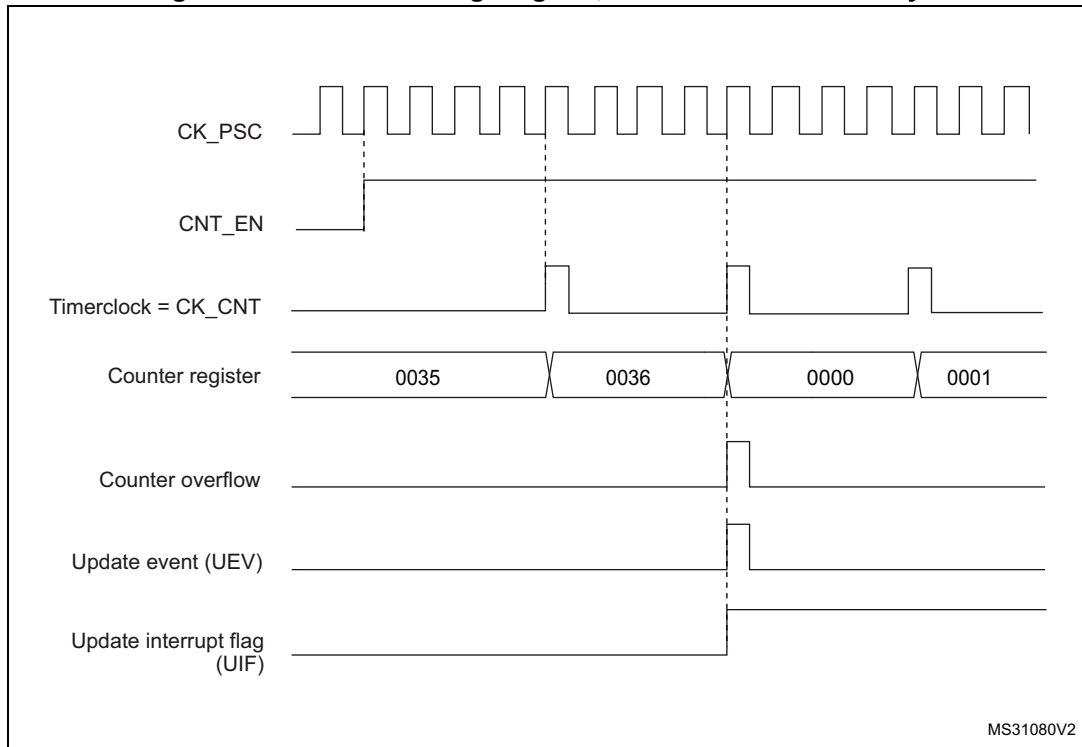 CK_PSC
CNT_EN
Timerclock = CK_CNT
Counter register
0035
0036
0000
0001
Counter overflow
Update event (UEV)
Update interrupt flag
(UIF)
MS31080V2